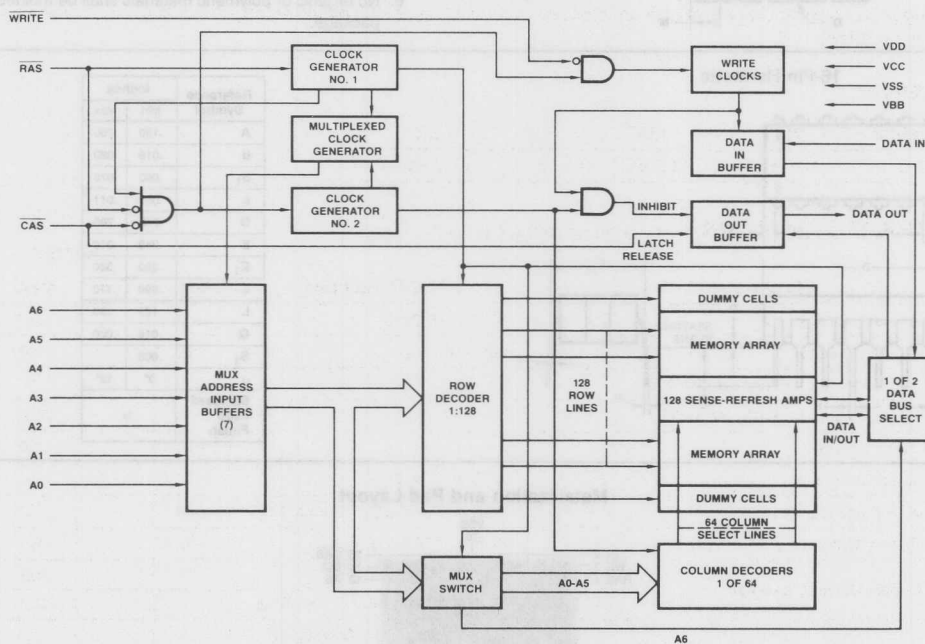 WRITE
RAS
CLOCK
GENERATOR
NO. 1
MULTIPLEXED
CLOCK
GENERATOR
CLOCK
GENERATOR
NO. 2
CAS
WRITE
CLOCKS
VDD
VCC
VSS
VBB
DATA
IN
BUFFER
DATA IN
INHIBIT
DATA
OUT
BUFFER
DATA OUT
LATCH
RELEASE
A6
A5
A4
A3
A2
A1
A0
MUX
ADDRESS
INPUT
BUFFERS
(7)
ROW
DECODER
1:128
128
ROW
LINES
DUMMY CELLS
MEMORY ARRAY
128 SENSE-REFRESH AMPS
MEMORY ARRAY
DUMMY CELLS
DATA
IN/OUT
1 OF 2
DATA
BUS
SELECT
64 COLUMN
SELECT LINES
MUX
SWITCH
A0-A5
COLUMN DECODERS
1 OF 64
A6